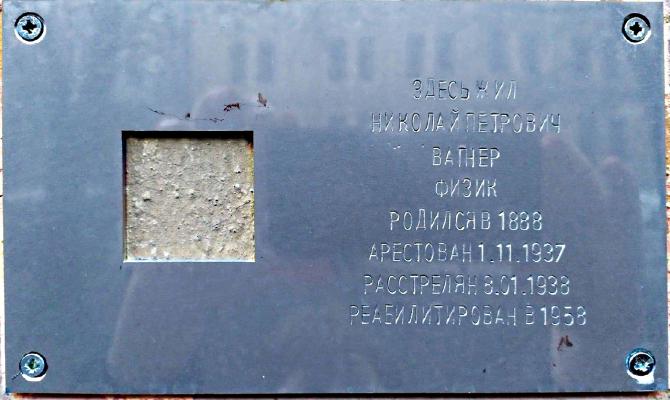 ЗДЕСЬ ЖИЛ
НИКОЛАЙ ПЕТРОВИЧ
ВАГНЕР
ФИЗИК
РОДИЛСЯ В 1888
АРЕСТОВАН 1.11.1937
РАССТРЕЛЯН 8.01.1938
РЕАБИЛИТИРОВАН В 1958